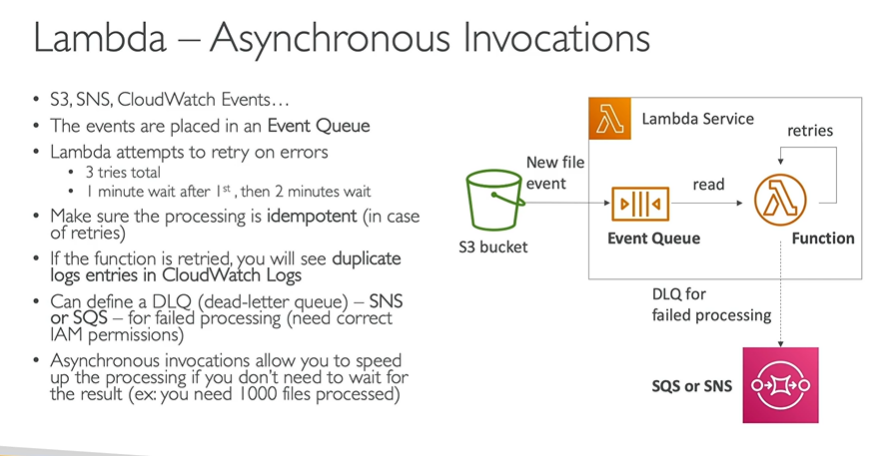 Lambda – Asynchronous Invocations
• S3, SNS, CloudWatch Events…
• The events are placed in an Event Queue
• Lambda attempts to retry on errors
• 3 tries total
• 1 minute wait after 1st , then 2 minutes wait
• Make sure the processing is idempotent (in case
of retries)
• If the function is retried, you will see duplicate
logs entries in CloudWatch Logs
• Can define a DLQ (dead-letter queue) – SNS
or SQS – for failed processing (need correct
IAM permissions)
• Asynchronous invocations allow you to speed
up the processing if you don't need to wait for
the result (ex: you need 1000 files processed)
Lambda Service
retries
New file
event
read
S3 bucket
Event Queue
Function
DLQ for
failed processing
SQS or SNS